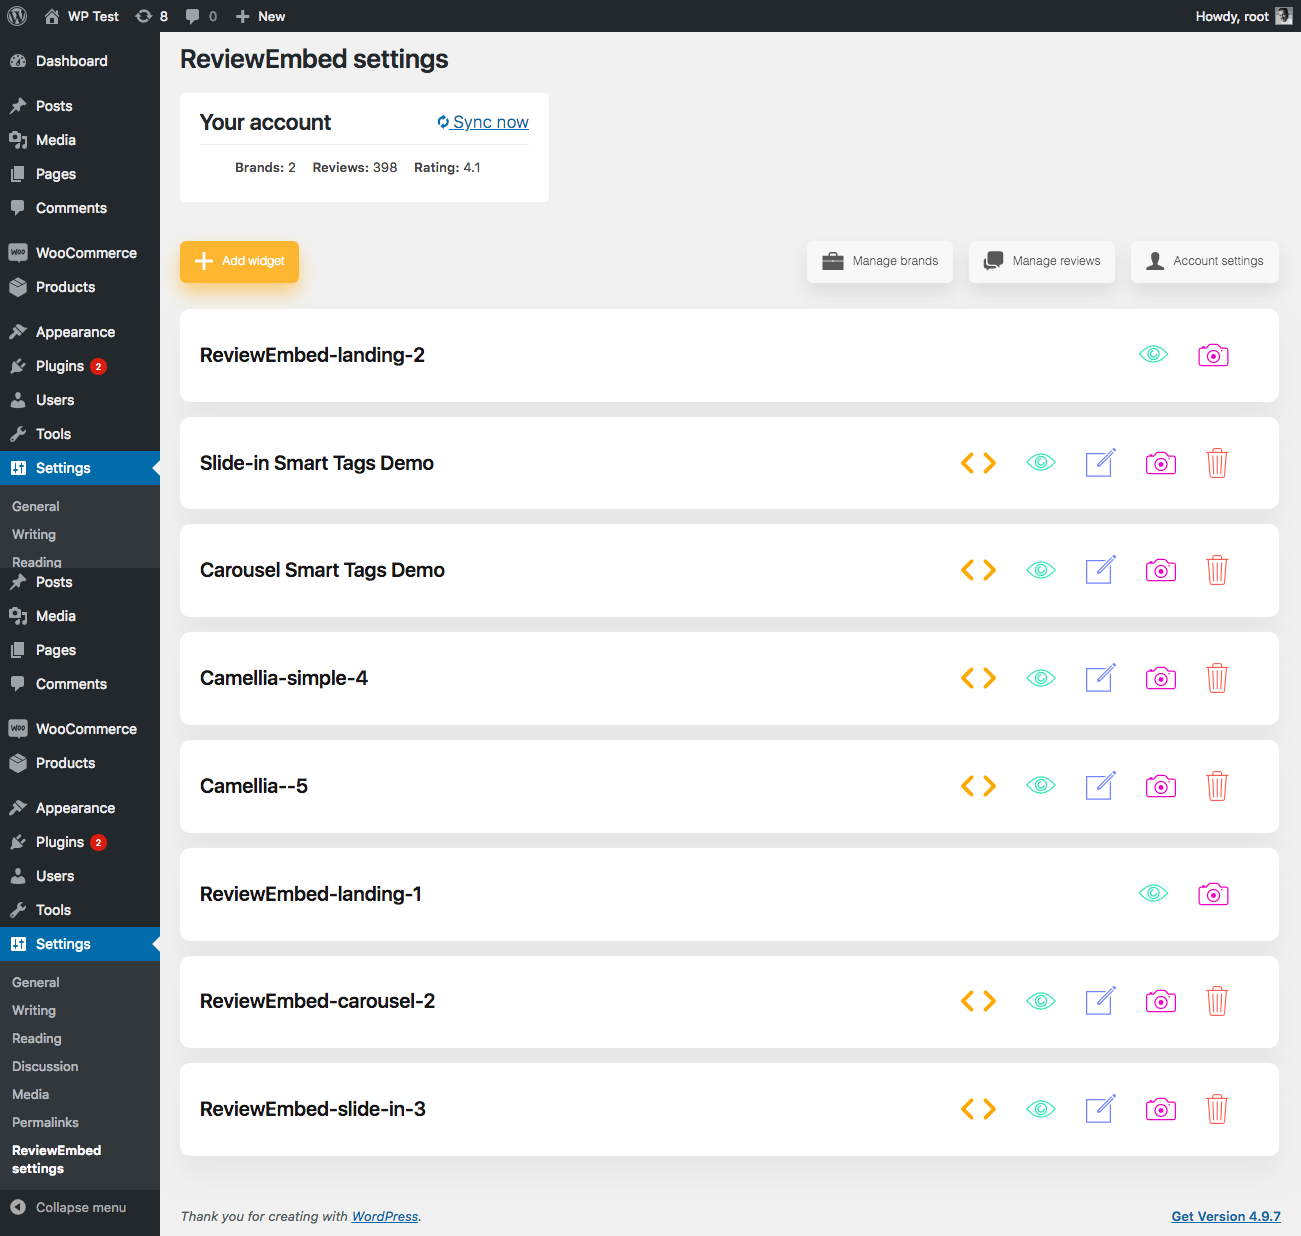 WP Test 8 0 New Howdy, root
Dashboard
Posts
Media
Pages
Comments
WooCommerce
Products
Appearance
Plugins 2
Users
Tools
Settings
General
Writing
Reading
Posts
Media
Pages
Comments
WooCommerce
Products
Appearance
Plugins 2
Users
Tools
Settings
General
Writing
Reading
Discussion
Media
Permalinks
ReviewEmbed
settings
Collapse menu
ReviewEmbed settings
Your account Sync now
Brands: 2 Reviews: 398 Rating: 4.1
Add widget Manage brands Manage reviews Account settings
ReviewEmbed-landing-2
Slide-in Smart Tags Demo
Carousel Smart Tags Demo
Camellia-simple-4
Camellia--5
ReviewEmbed-landing-1
ReviewEmbed-carousel-2
ReviewEmbed-slide-in-3
Thank you for creating with WordPress. Get Version 4.9.7